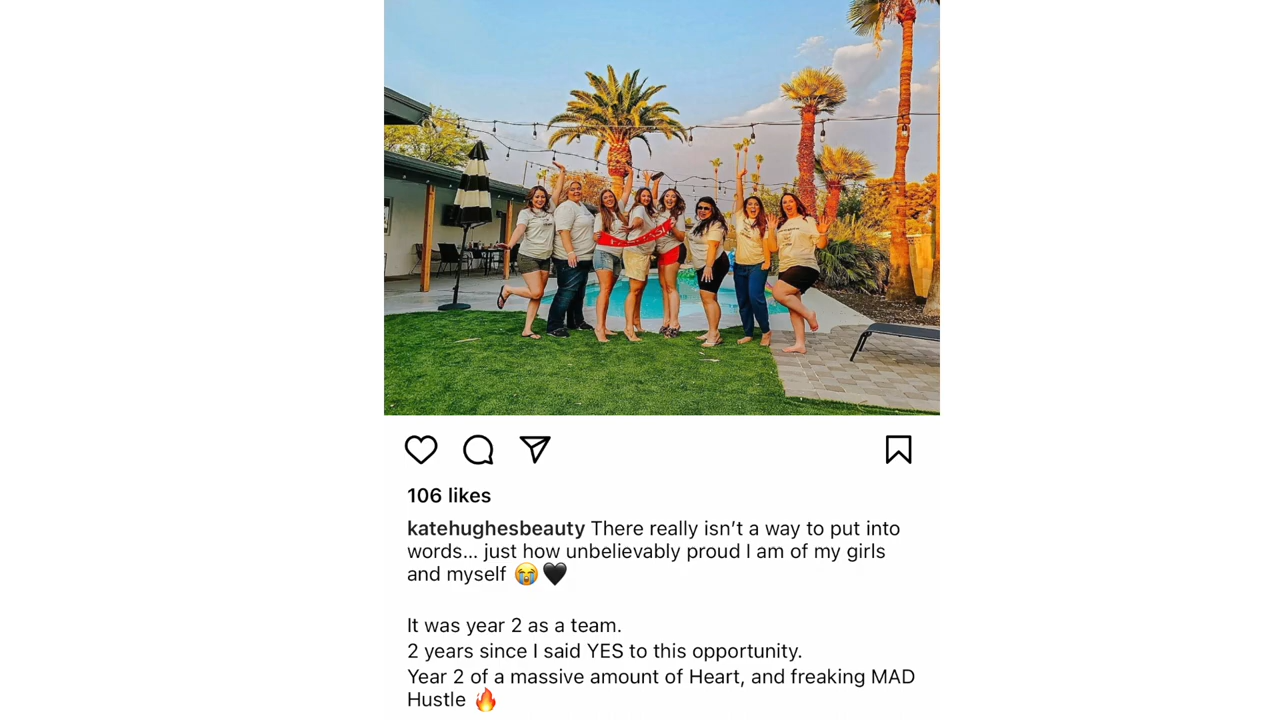 106 likes
katehughesbeauty There really isn’t a way to put into
words... just how unbelievably proud I am of my girls
and myself 😭🖤
It was year 2 as a team.
2 years since I said YES to this opportunity.
Year 2 of a massive amount of Heart, and freaking MAD
Hustle 🔥